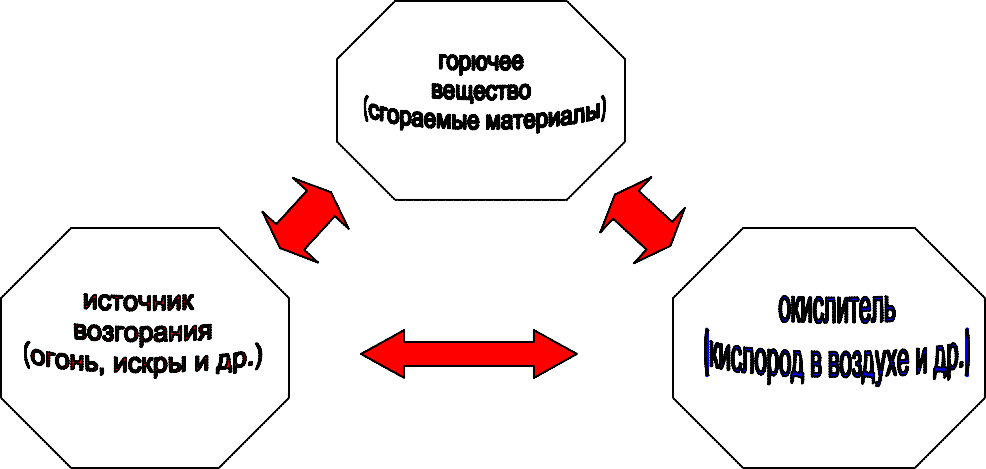 горючее
вещество
(сгораемые материалы)
источник
возгорания
(огонь, искры и др.)
окислитель
(кислород в воздухе и др.)